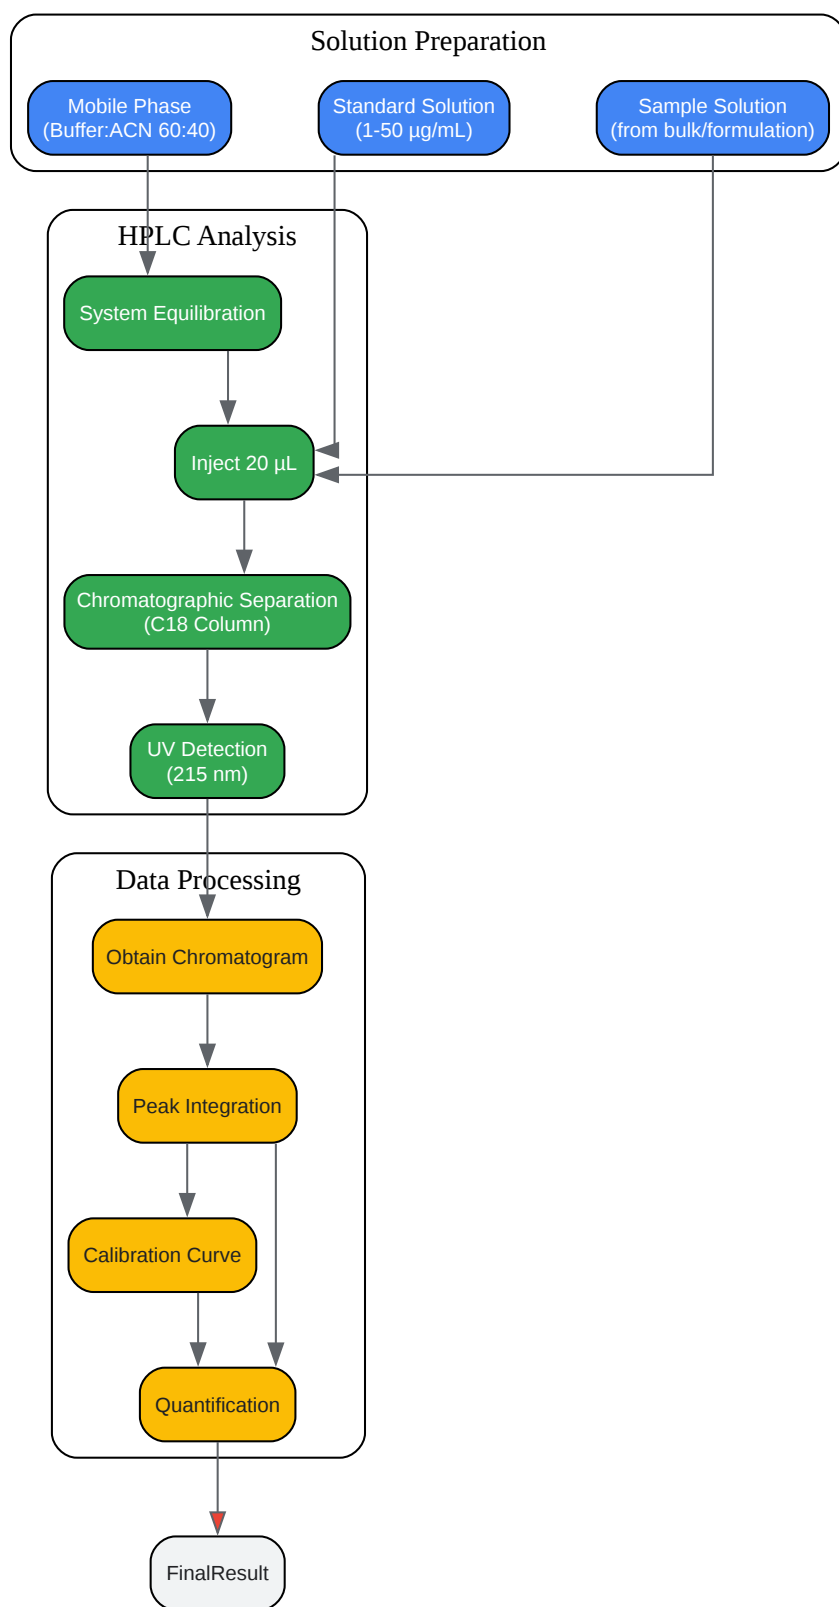 Solution Preparation
Mobile Phase
(Buffer:ACN 60:40)
Standard Solution
(1-50 µg/mL)
Sample Solution
(from bulk/formulation)
HPLC Analysis
System Equilibration
Inject 20 µL
Chromatographic Separation
(C18 Column)
UV Detection
(215 nm)
Data Processing
Obtain Chromatogram
Peak Integration
Calibration Curve
Quantification
FinalResult